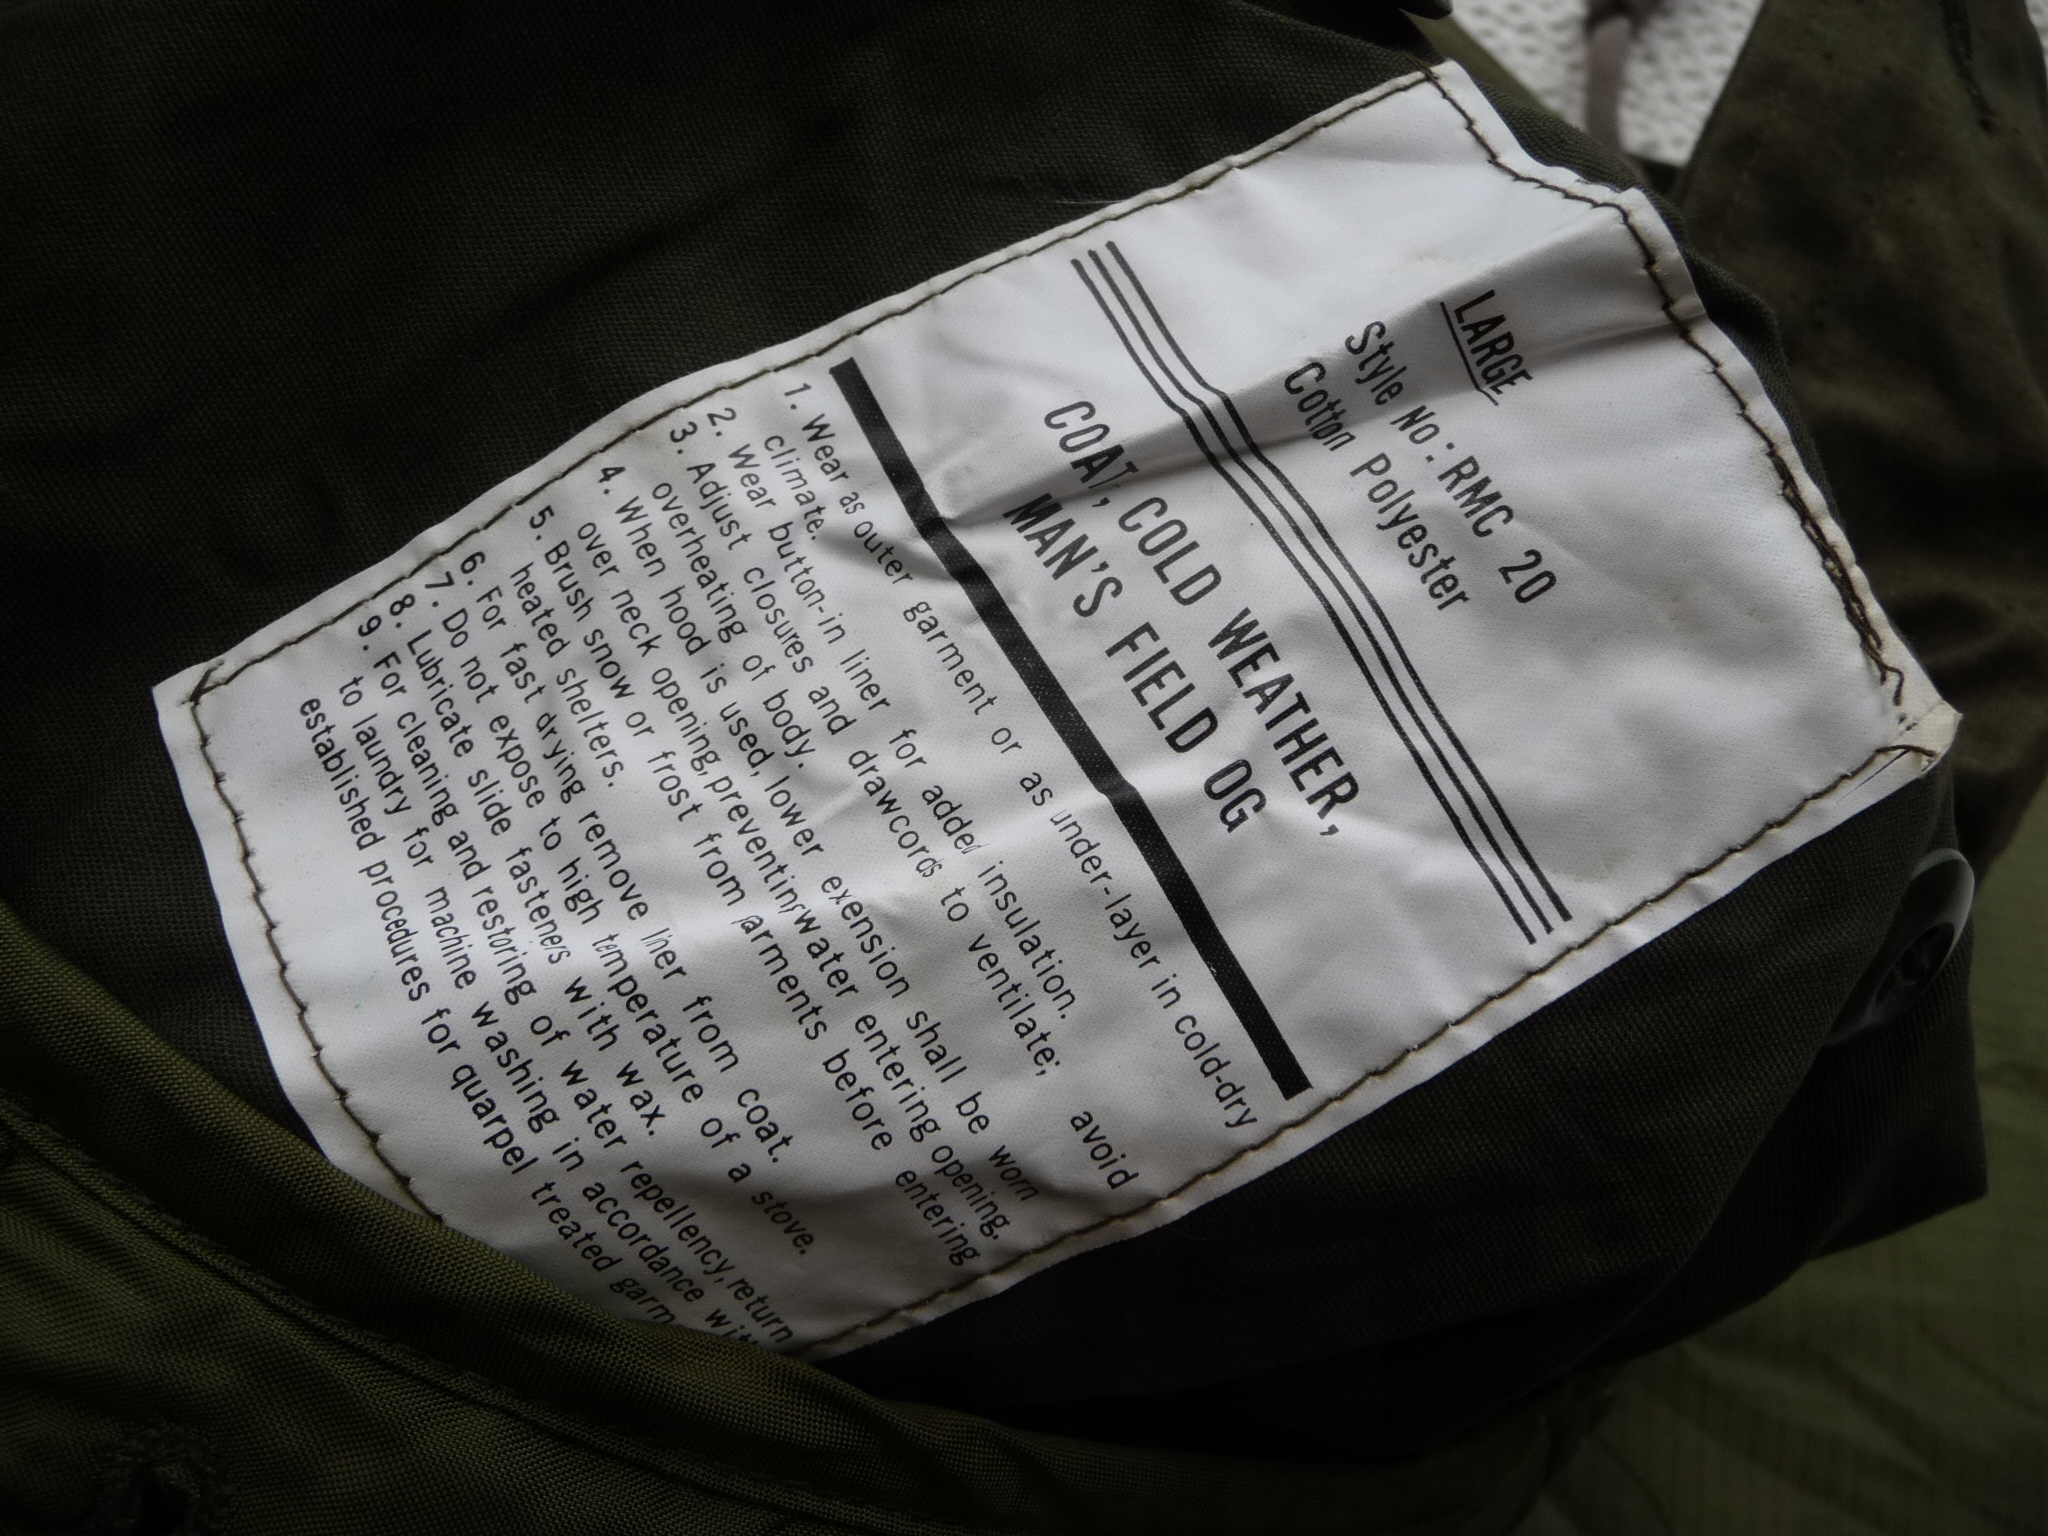 LARGE
Style No: RMC 20
Cotton Polyester
COAT, COLD WEATHER,
MAN'S FIELD OG
1. Wear as outer garment or as under-layer in cold-dry
climate.
2. Wear button-in liner for added insulation.
3. Adjust closures and drawcords to ventilate; avoid
overheating of body.
4. When hood is used, lower exension shall be worn
over neck opening, preventing water entering opening.
5. Brush snow or frost from garments before entering
heated shelters.
6. For fast drying remove liner from coat.
7. Do not expose to high temperature of a stove.
8. Lubricate slide fasteners with wax.
9. For cleaning and restoring of water repellency, return
to laundry for machine washing in accordance with
established procedures for quarpel treated garm